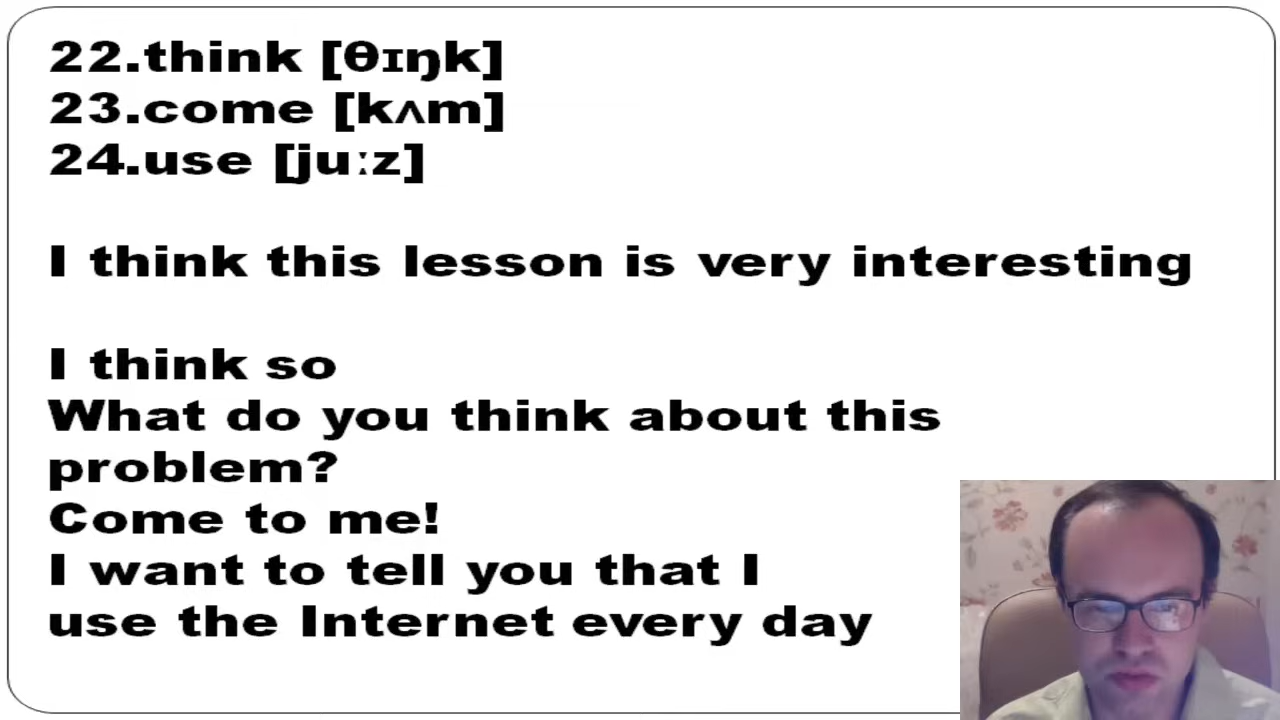 22.think [θɪŋk]
23.come [kʌm]
24.use [juːz]
I think this lesson is very interesting
I think so
What do you think about this
problem?
Come to me!
I want to tell you that I
use the Internet every day